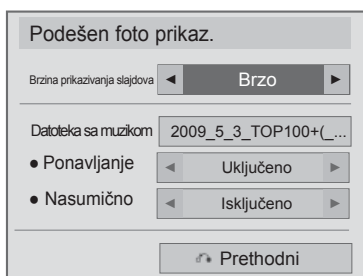 Podešen foto prikaz.
Brzina prikazivanja slajdova ◄ Brzo ►
Datoteka sa muzikom 2009_5_3_TOP100+(_...
● Ponavljanje ◄ Uključeno ►
● Nasumično ◄ Isključeno ►
Prethodni